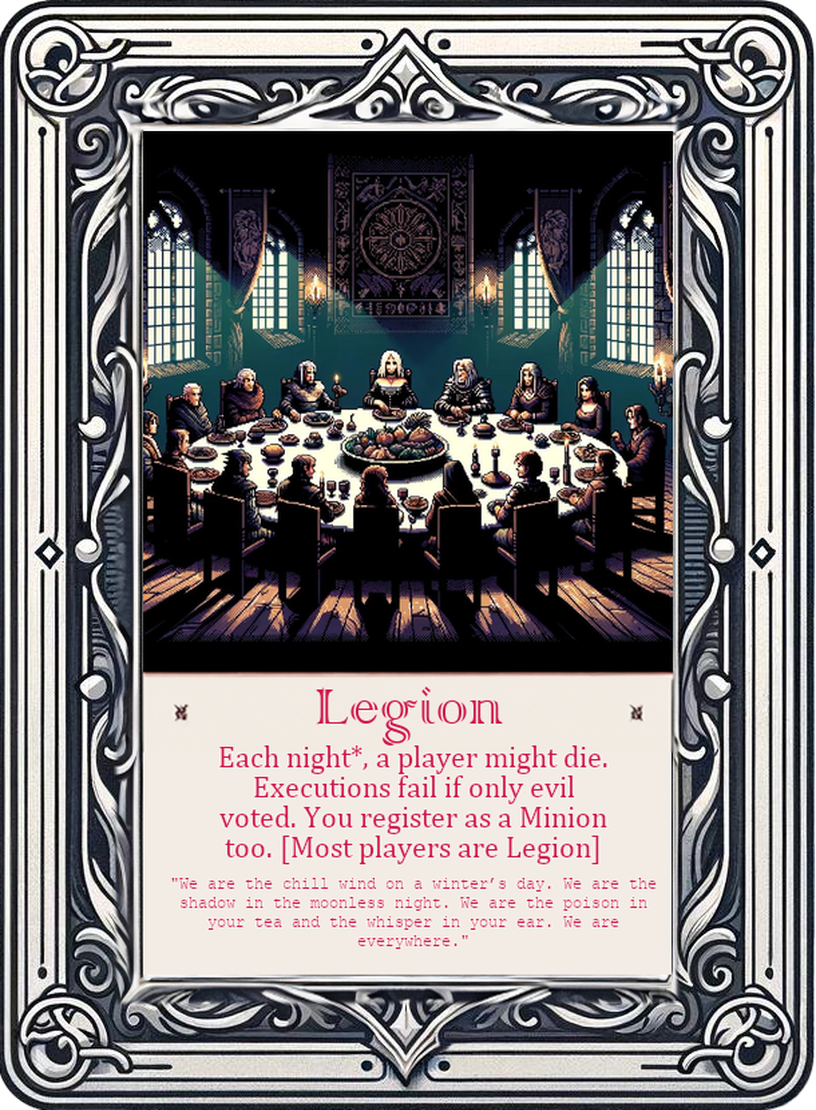 Legion
Each night*, a player might die.
Executions fail if only evil
voted. You register as a Minion
too. [Most players are Legion]
"We are the chill wind on a winter’s day. We are the
shadow in the moonless night. We are the poison in
your tea and the whisper in your ear. We are
everywhere."